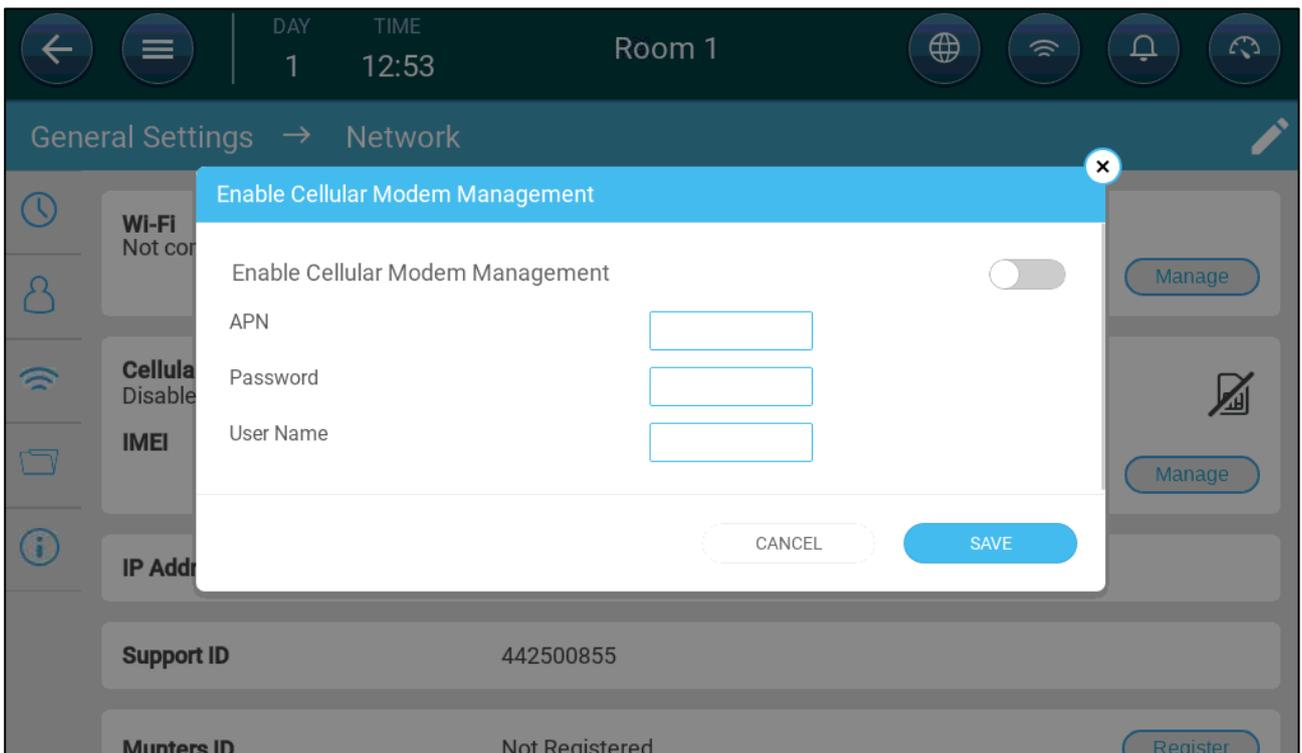 DAY TIME
1 12:53 Room 1
General Settings → Network
Enable Cellular Modem Management
Wi-Fi
Not con
Enable Cellular Modem Management
Manage
APN
Password
User Name
Cellula
Disable
IMEI
Manage
CANCEL SAVE
IP Addr
Support ID 442500855
Munters ID Not Registered Register